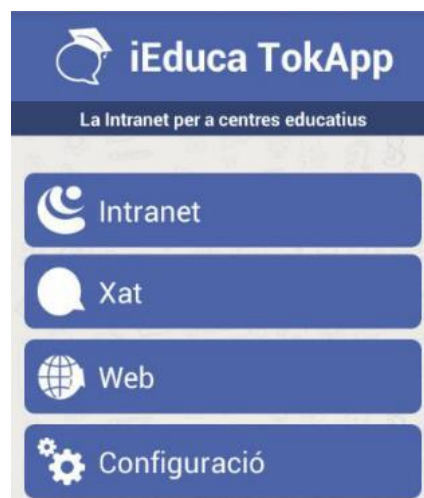 iEduca TokApp
La Intranet per a centres educatius
Intranet
Xat
Web
Configuració